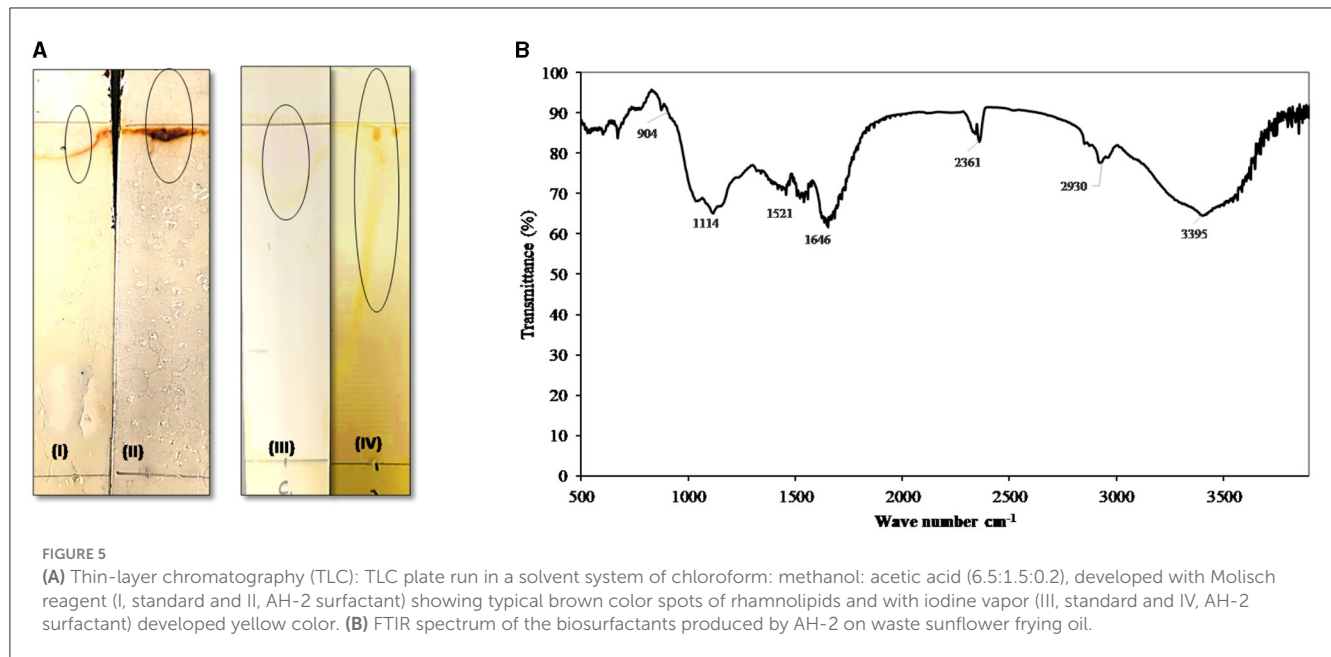 A
B
(I)
(II)
(III)
(IV)
100
90
80
70
60
50
40
30
20
10
0
Transmittance (%)
904
1114
1521
1646
2361
2930
3395
500
1000
1500
2000
2500
3000
3500
Wave number cm-1
FIGURE 5
(A) Thin-layer chromatography (TLC): TLC plate run in a solvent system of chloroform: methanol: acetic acid (6.5:1.5:0.2), developed with Molisch
reagent (I, standard and II, AH-2 surfactant) showing typical brown color spots of rhamnolipids and with iodine vapor (III, standard and IV, AH-2
surfactant) developed yellow color. (B) FTIR spectrum of the biosurfactants produced by AH-2 on waste sunflower frying oil.